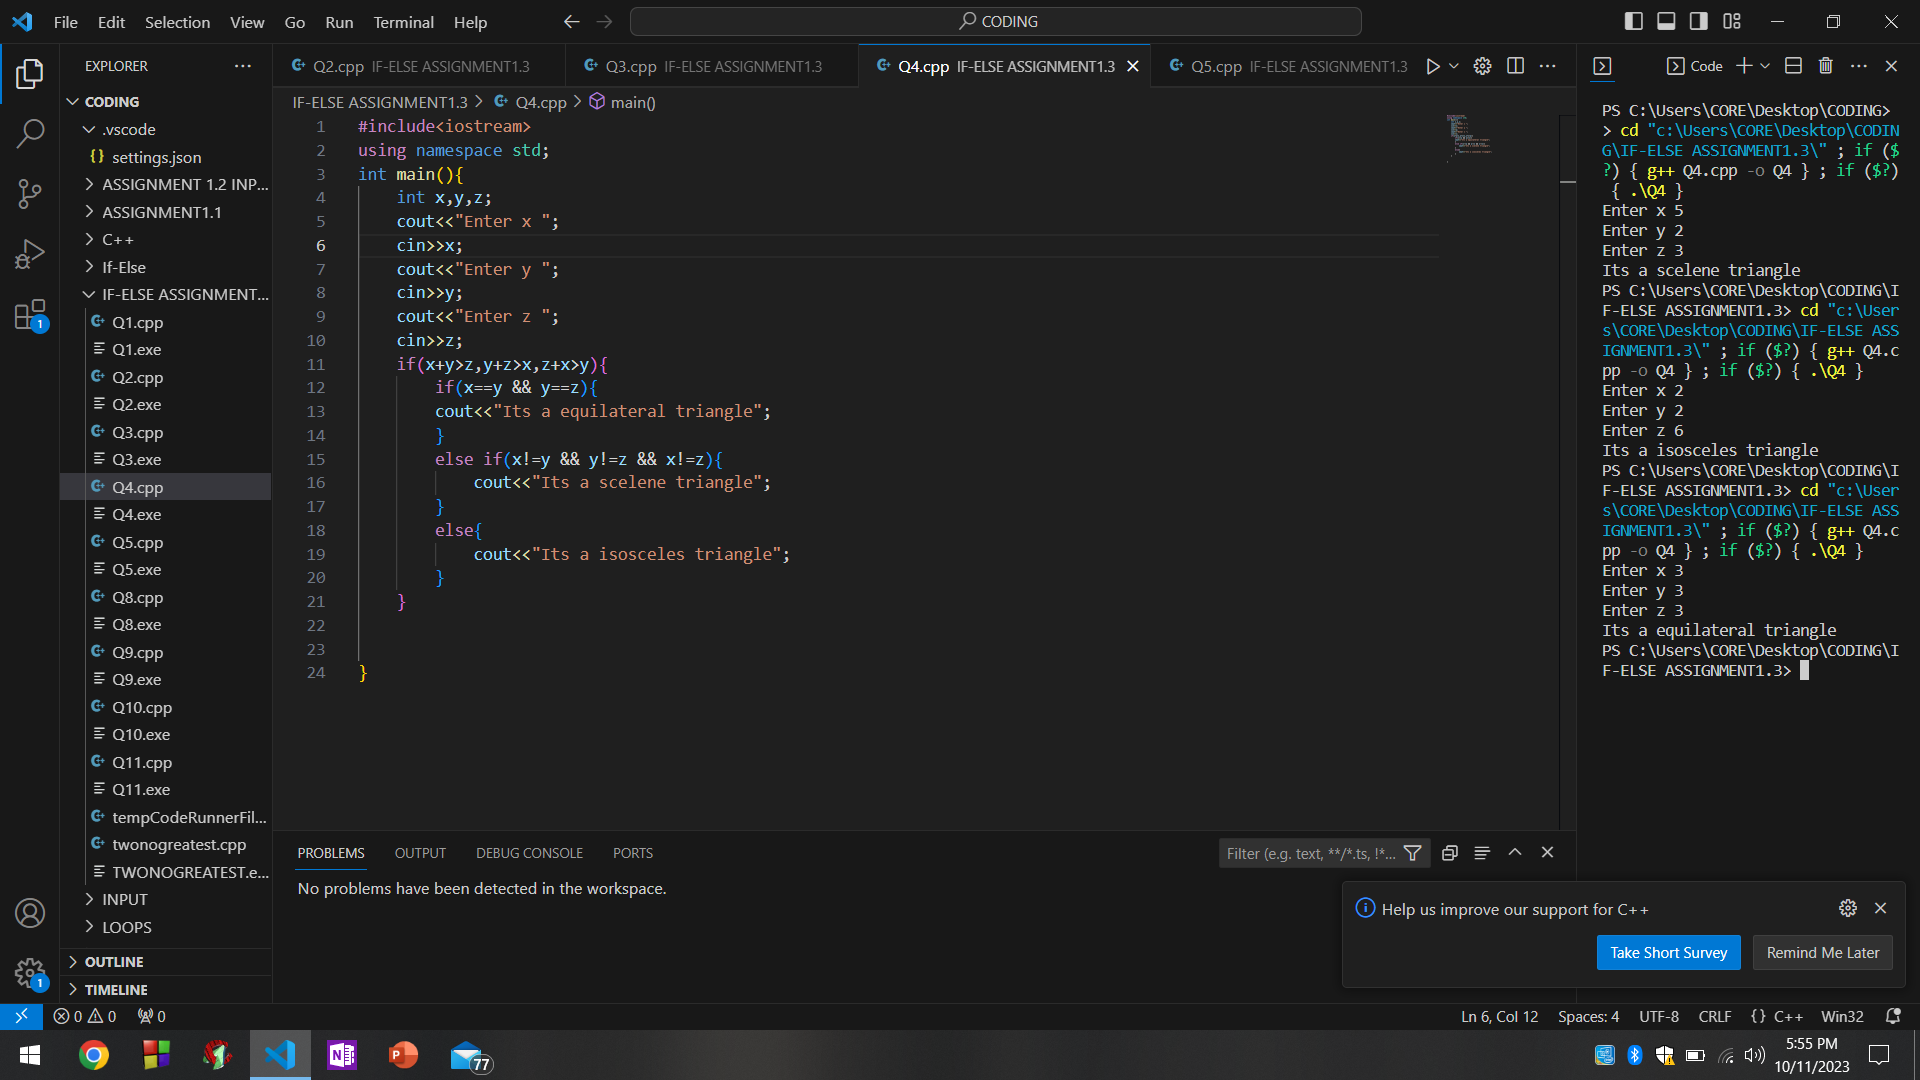 File Edit Selection View Go Run Terminal Help
CODING
EXPLORER
CODING
.vscode
{} settings.json
ASSIGNMENT 1.2 INP...
ASSIGNMENT1.1
C++
If-Else
IF-ELSE ASSIGNMENT...
Q1.cpp
Q1.exe
Q2.cpp
Q2.exe
Q3.cpp
Q3.exe
Q4.cpp
Q4.exe
Q5.cpp
Q5.exe
Q8.cpp
Q8.exe
Q9.cpp
Q9.exe
Q10.cpp
Q10.exe
Q11.cpp
Q11.exe
tempCodeRunnerFil...
twonogreatest.cpp
TWONOGREATEST.e...
INPUT
LOOPS
OUTLINE
TIMELINE
Q2.cpp IF-ELSE ASSIGNMENT1.3
Q3.cpp IF-ELSE ASSIGNMENT1.3
Q4.cpp IF-ELSE ASSIGNMENT1.3
Q5.cpp IF-ELSE ASSIGNMENT1.3
IF-ELSE ASSIGNMENT1.3 > Q4.cpp > main()
1 #include<iostream>
2 using namespace std;
3 int main(){
4 int x,y,z;
5 cout<<"Enter x ";
6 cin>>x;
7 cout<<"Enter y ";
8 cin>>y;
9 cout<<"Enter z ";
10 cin>>z;
11 if(x+y>z,y+z>x,z+x>y){
12 if(x==y && y==z){
13 cout<<"Its a equilateral triangle";
14 }
15 else if(x!=y && y!=z && x!=z){
16 cout<<"Its a scelene triangle";
17 }
18 else{
19 cout<<"Its a isosceles triangle";
20 }
21 }
22
23
24 }
Code
PS C:\Users\CORE\Desktop\CODING>
> cd "c:\Users\CORE\Desktop\CODIN
G\IF-ELSE ASSIGNMENT1.3\" ; if ($
?) { g++ Q4.cpp -o Q4 } ; if ($?)
{ .\Q4 }
Enter x 5
Enter y 2
Enter z 3
Its a scelene triangle
PS C:\Users\CORE\Desktop\CODING\I
F-ELSE ASSIGNMENT1.3> cd "c:\User
s\CORE\Desktop\CODING\IF-ELSE ASS
IGNMENT1.3\" ; if ($?) { g++ Q4.c
pp -o Q4 } ; if ($?) { .\Q4 }
Enter x 2
Enter y 2
Enter z 6
Its a isosceles triangle
PS C:\Users\CORE\Desktop\CODING\I
F-ELSE ASSIGNMENT1.3> cd "c:\User
s\CORE\Desktop\CODING\IF-ELSE ASS
IGNMENT1.3\" ; if ($?) { g++ Q4.c
pp -o Q4 } ; if ($?) { .\Q4 }
Enter x 3
Enter y 3
Enter z 3
Its a equilateral triangle
PS C:\Users\CORE\Desktop\CODING\I
F-ELSE ASSIGNMENT1.3>
PROBLEMS OUTPUT DEBUG CONSOLE PORTS
Filter (e.g. text, **/*.ts, !*...
No problems have been detected in the workspace.
Help us improve our support for C++
Take Short Survey
Remind Me Later
1
1
0 0 0
Ln 6, Col 12 Spaces: 4 UTF-8 CRLF {} C++ Win32
77
5:55 PM
10/11/2023